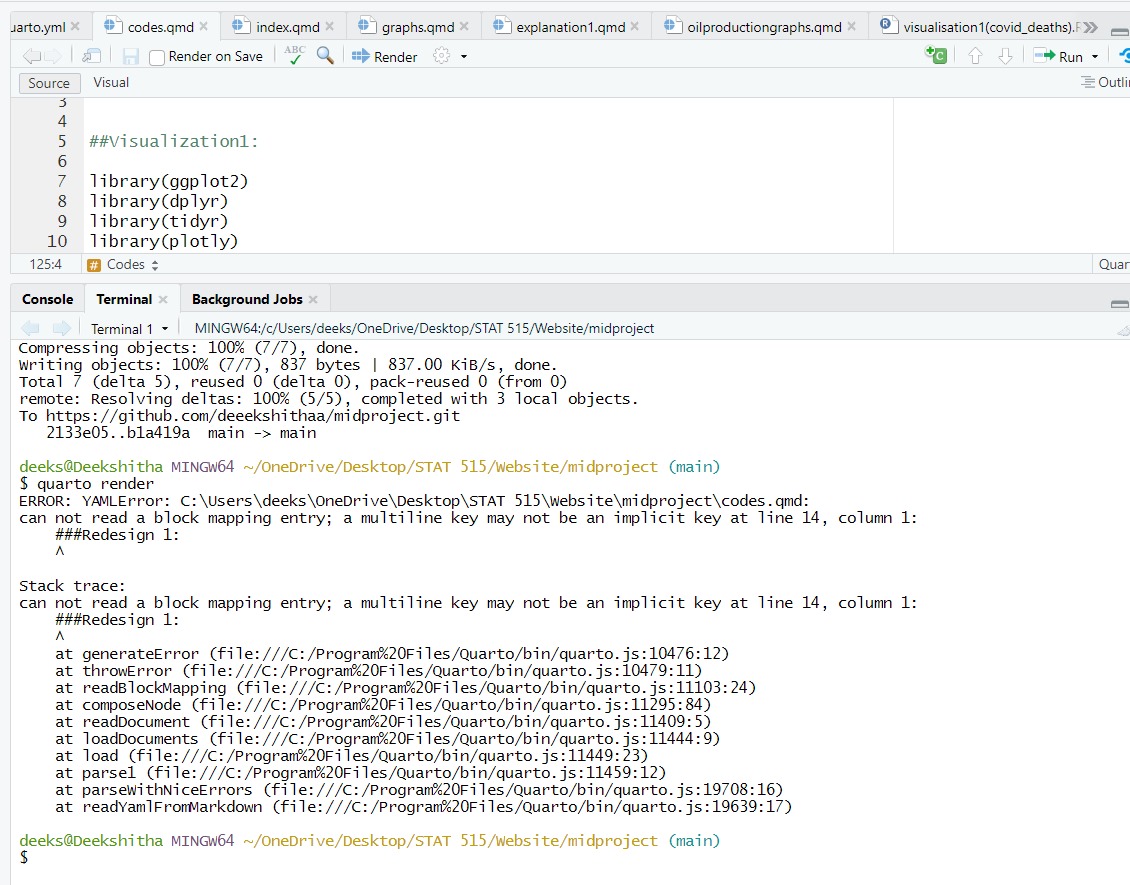 uarto.yml
codes.qmd
index.qmd
graphs.qmd
explanation1.qmd
oilproductiongraphs.qmd
visualisation1(covid_deaths).
Render on Save
ABC
Render
Run
Source
Visual
Outli
3
4
5 ##Visualization1:
6
7 library(ggplot2)
8 library(dplyr)
9 library(tidyr)
10 library(plotly)
125:4
# Codes
Quar
Console
Terminal
Background Jobs
Terminal 1
MINGW64:/c/Users/deeks/OneDrive/Desktop/STAT 515/Website/midproject
Compressing objects: 100% (7/7), done.
Writing objects: 100% (7/7), 837 bytes | 837.00 KiB/s, done.
Total 7 (delta 5), reused 0 (delta 0), pack-reused 0 (from 0)
remote: Resolving deltas: 100% (5/5), completed with 3 local objects.
To https://github.com/deeekshithaa/midproject.git
   2133e05..b1a419a  main -> main
deeks@Deekshitha MINGW64 ~/OneDrive/Desktop/STAT 515/Website/midproject (main)
$ quarto render
ERROR: YAMLError: C:\Users\deeks\OneDrive\Desktop\STAT 515\Website\midproject\codes.qmd:
can not read a block mapping entry; a multiline key may not be an implicit key at line 14, column 1:
    ###Redesign 1:
    ^
Stack trace:
can not read a block mapping entry; a multiline key may not be an implicit key at line 14, column 1:
    ###Redesign 1:
    ^
    at generateError (file:///C:/Program%20Files/Quarto/bin/quarto.js:10476:12)
    at throwError (file:///C:/Program%20Files/Quarto/bin/quarto.js:10479:11)
    at readBlockMapping (file:///C:/Program%20Files/Quarto/bin/quarto.js:11103:24)
    at composeNode (file:///C:/Program%20Files/Quarto/bin/quarto.js:11295:84)
    at readDocument (file:///C:/Program%20Files/Quarto/bin/quarto.js:11409:5)
    at loadDocuments (file:///C:/Program%20Files/Quarto/bin/quarto.js:11444:9)
    at load (file:///C:/Program%20Files/Quarto/bin/quarto.js:11449:23)
    at parse1 (file:///C:/Program%20Files/Quarto/bin/quarto.js:11459:12)
    at parseWithNiceErrors (file:///C:/Program%20Files/Quarto/bin/quarto.js:19708:16)
    at readYamlFromMarkdown (file:///C:/Program%20Files/Quarto/bin/quarto.js:19639:17)
deeks@Deekshitha MINGW64 ~/OneDrive/Desktop/STAT 515/Website/midproject (main)
$